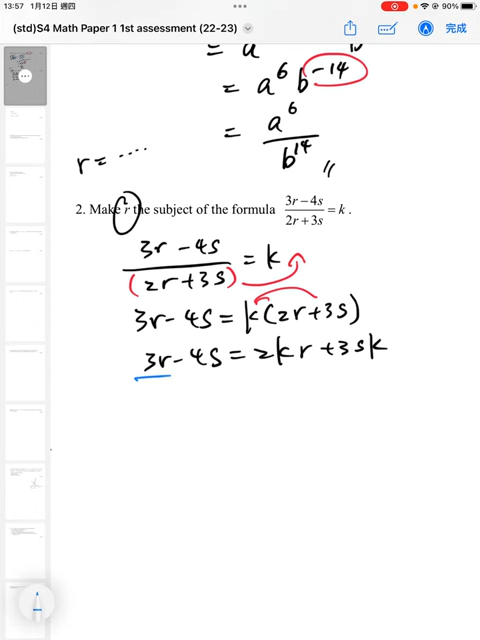 13:57 1月12日 週四 90%
(std)S4 Math Paper 1 1st assessment (22-23) 完成
= a
= a⁶ b⁻¹⁴
= a⁶/b¹⁴ //
r = ....
2. Make r the subject of the formula (3r − 4s)/(2r + 3s) = k .
(3r − 4s)/(2r + 3s) = k
3r − 4s = k(2r + 3s)
3r − 4s = 2kr + 3sk